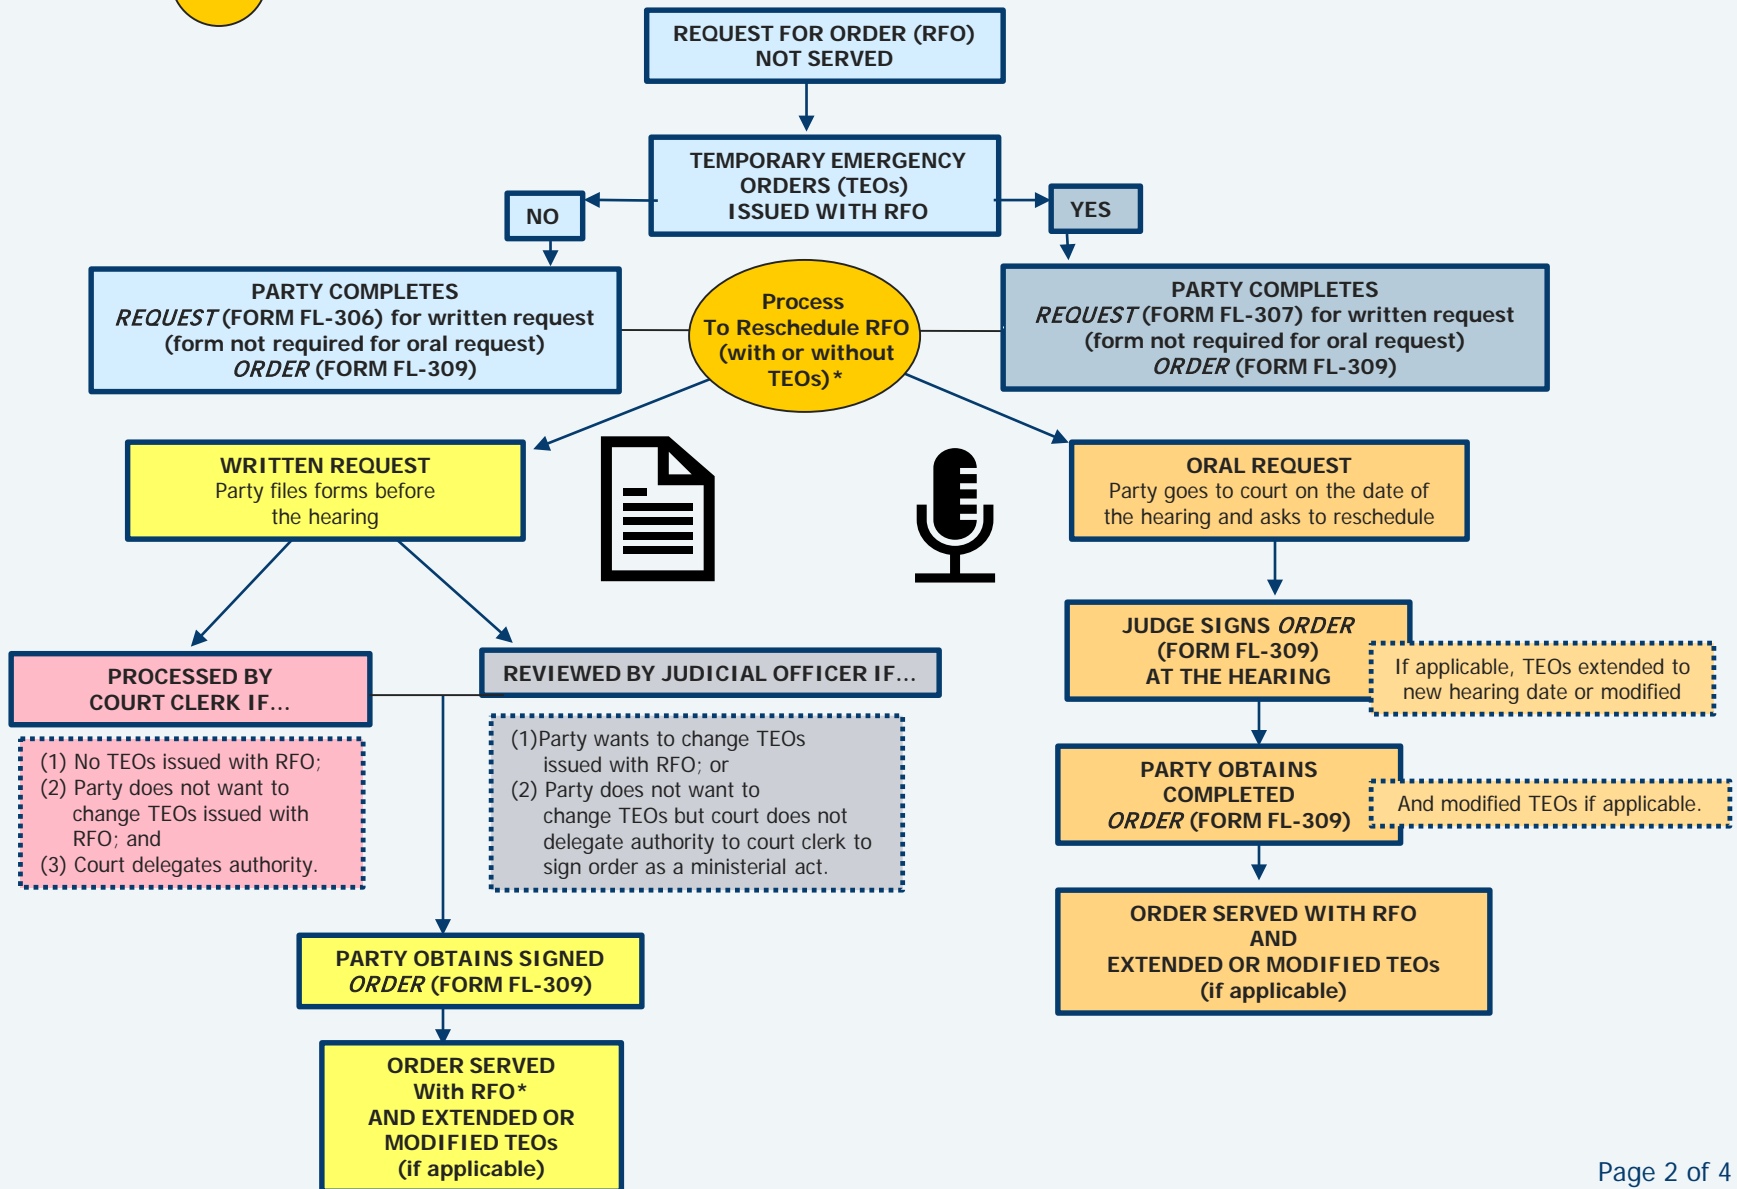 REQUEST FOR ORDER (RFO)
NOT SERVED
TEMPORARY EMERGENCY
ORDERS (TEOs)
ISSUED WITH RFO
NO
YES
PARTY COMPLETES
REQUEST (FORM FL-306) for written request
(form not required for oral request)
ORDER (FORM FL-309)
Process
To Reschedule RFO
(with or without
TEOs)*
PARTY COMPLETES
REQUEST (FORM FL-307) for written request
(form not required for oral request)
ORDER (FORM FL-309)
WRITTEN REQUEST
Party files forms before
the hearing
ORAL REQUEST
Party goes to court on the date of
the hearing and asks to reschedule
PROCESSED BY
COURT CLERK IF...
(1) No TEOs issued with RFO;
(2) Party does not want to
change TEOs issued with
RFO; and
(3) Court delegates authority.
REVIEWED BY JUDICIAL OFFICER IF...
(1)Party wants to change TEOs
issued with RFO; or
(2) Party does not want to
change TEOs but court does not
delegate authority to court clerk to
sign order as a ministerial act.
JUDGE SIGNS ORDER
(FORM FL-309)
AT THE HEARING
If applicable, TEOs extended to
new hearing date or modified
PARTY OBTAINS
COMPLETED
ORDER (FORM FL-309)
And modified TEOs if applicable.
ORDER SERVED WITH RFO
AND
EXTENDED OR MODIFIED TEOs
(if applicable)
PARTY OBTAINS SIGNED
ORDER (FORM FL-309)
ORDER SERVED
With RFO*
AND EXTENDED OR
MODIFIED TEOs
(if applicable)
Page 2 of 4